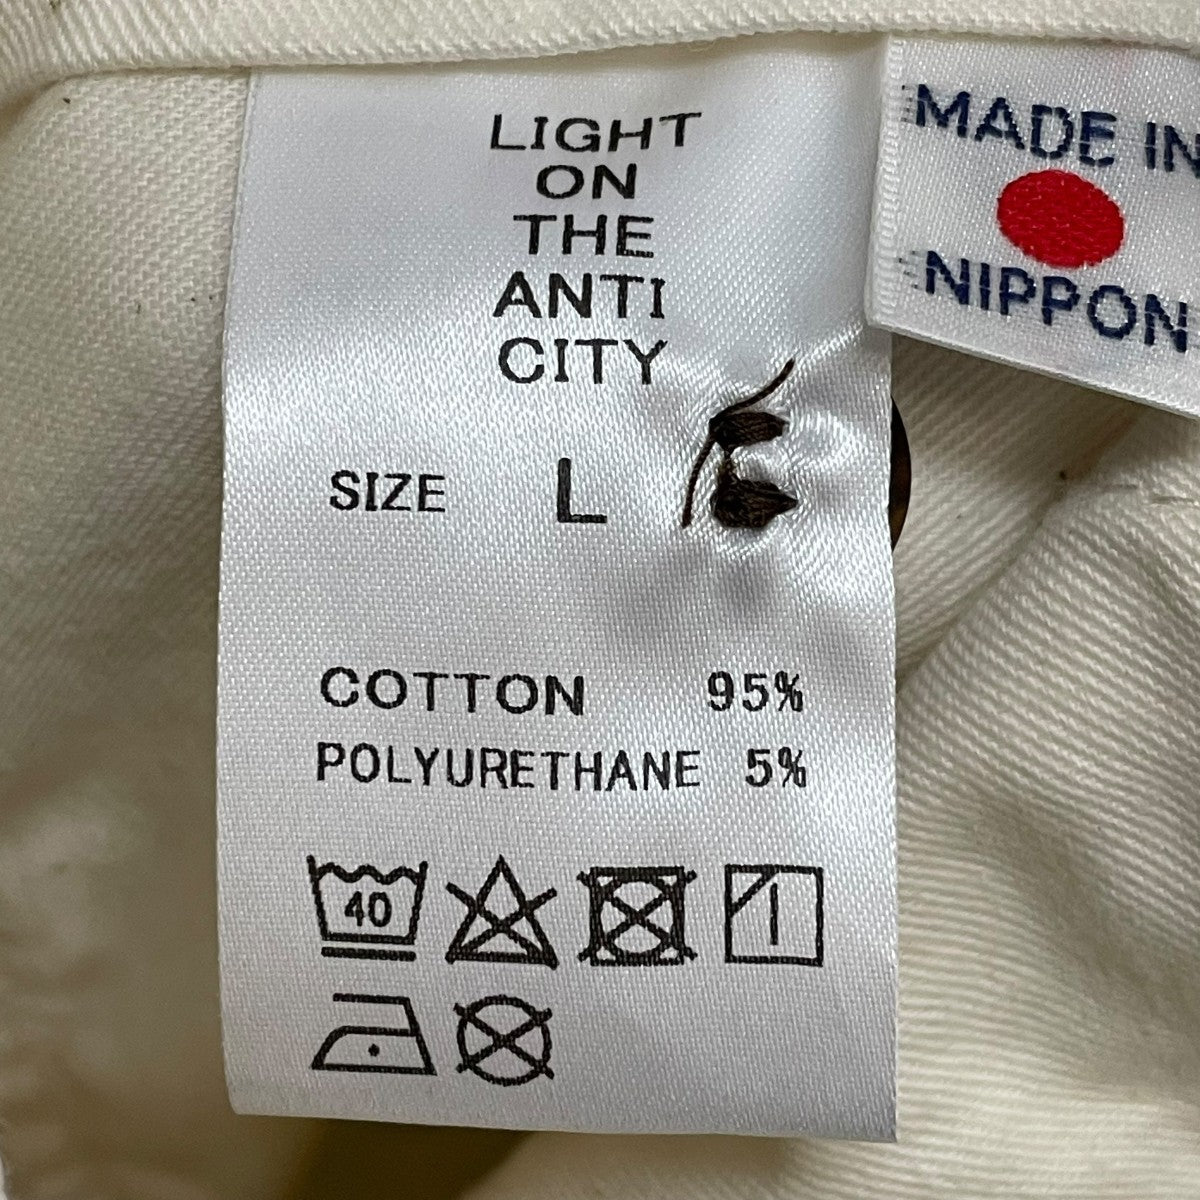 LIGHT
ON
THE
ANTI
CITY
SIZE L
COTTON 95%
POLYURETHANE 5%
40
MADE IN
NIPPON